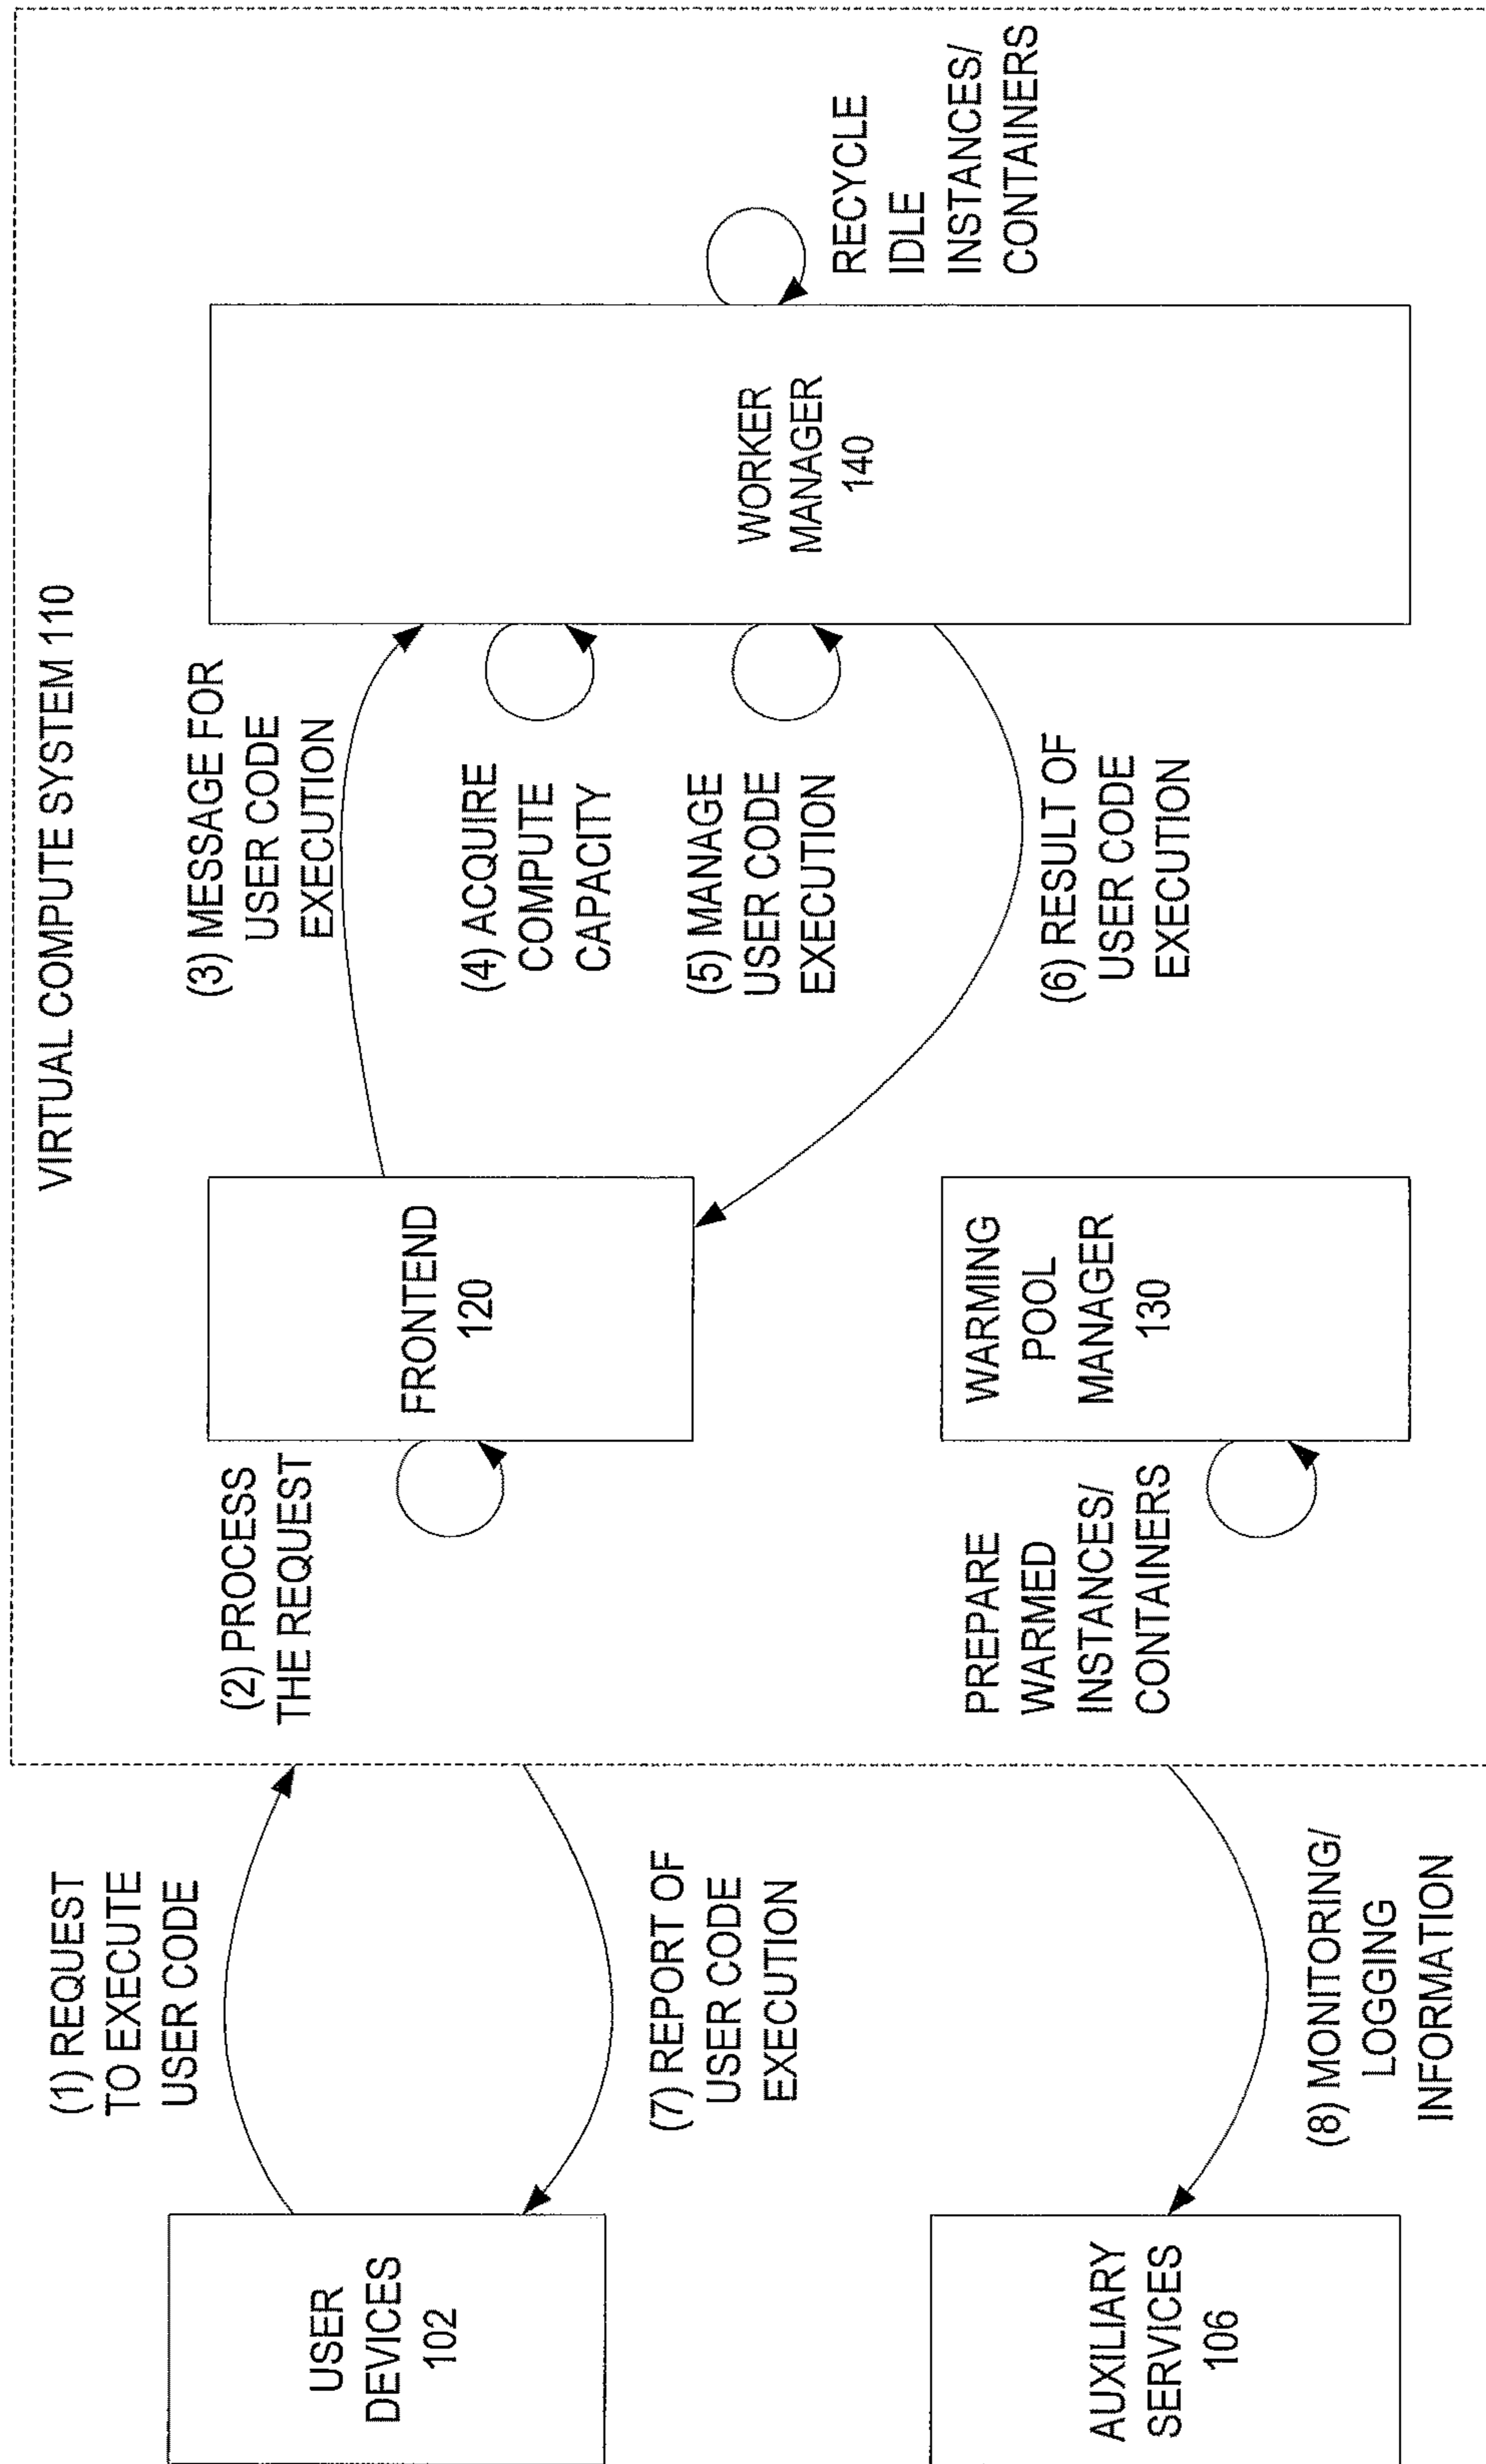 VIRTUAL COMPUTE SYSTEM 110
(1) REQUEST
TO EXECUTE
USER CODE
USER
DEVICES
102
(7) REPORT OF
USER CODE
EXECUTION
(2) PROCESS
THE REQUEST
FRONTEND
120
(3) MESSAGE FOR
USER CODE
EXECUTION
(4) ACQUIRE
COMPUTE
CAPACITY
(5) MANAGE
USER CODE
EXECUTION
(6) RESULT OF
USER CODE
EXECUTION
WORKER
MANAGER
140
RECYCLE
IDLE
INSTANCES/
CONTAINERS
AUXILIARY
SERVICES
106
(8) MONITORING/
LOGGING
INFORMATION
PREPARE
WARMED
INSTANCES/
CONTAINERS
WARMING
POOL
MANAGER
130